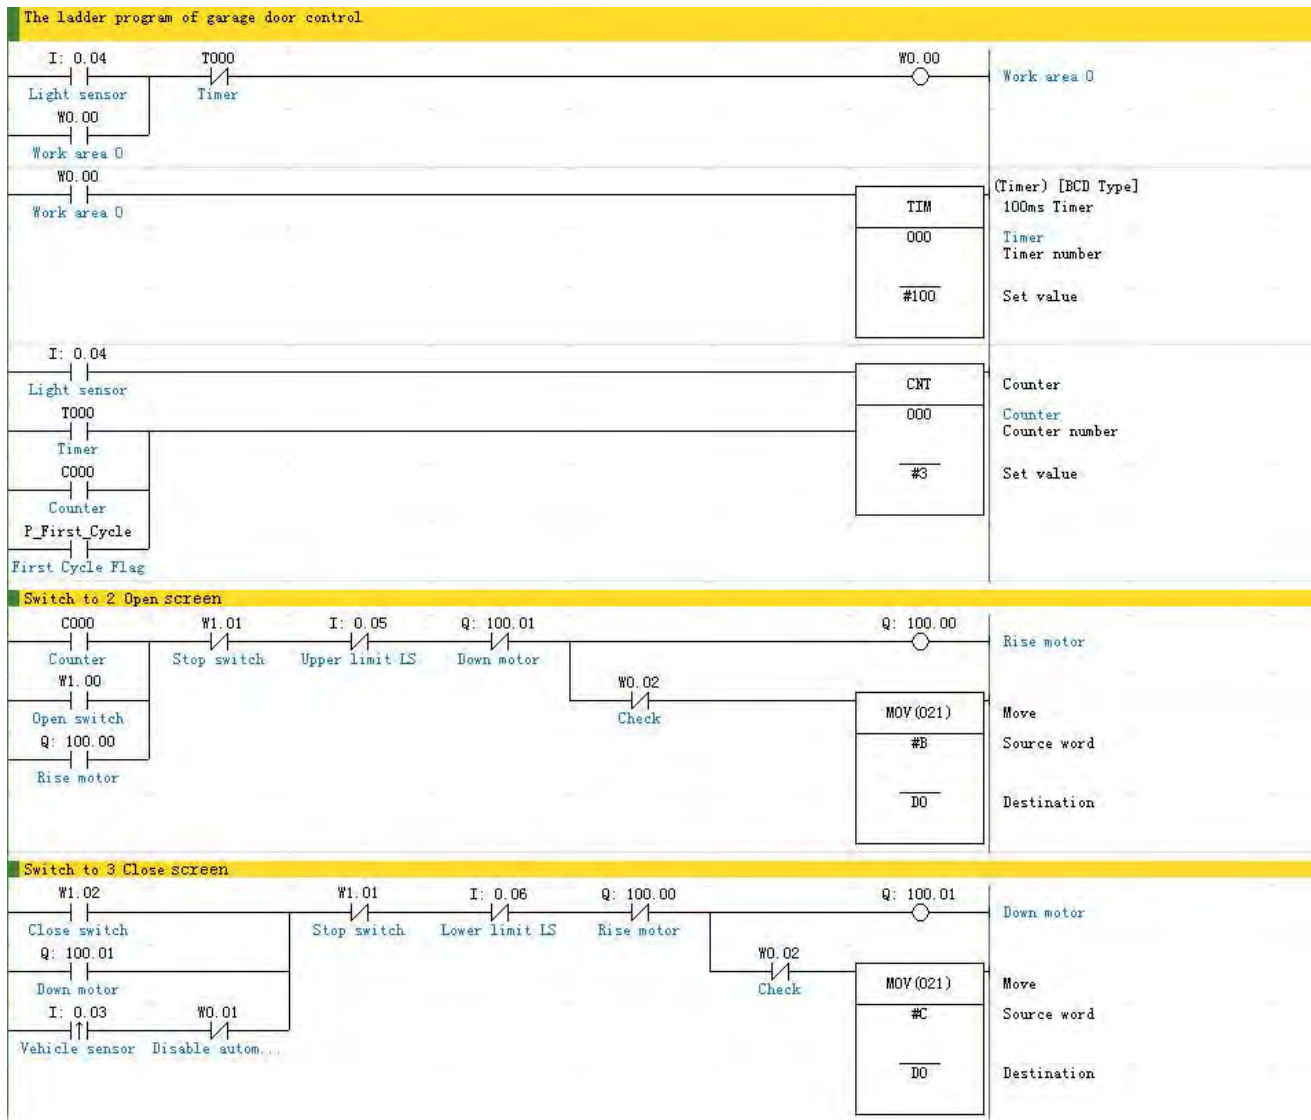 The ladder program of garage door control
I: 0.04 T000 W0.00
Light sensor Timer Work area 0
W0.00
Work area 0
W0.00
Work area 0
(Timer) [BCD Type]
TIM 100ms Timer
000 Timer
Timer number
#100 Set value
I: 0.04
Light sensor
CNT Counter
T000
Timer
000 Counter
Counter number
C000
Counter
#3 Set value
P_First_Cycle
First Cycle Flag
Switch to 2 Open screen
C000 W1.01 I: 0.05 Q: 100.01 Q: 100.00
Counter Stop switch Upper limit LS Down motor Rise motor
W1.00 W0.02
Open switch Check
MOV(021) Move
Q: 100.00 #B Source word
Rise motor
D0 Destination
Switch to 3 Close screen
W1.02 W1.01 I: 0.06 Q: 100.00 Q: 100.01
Close switch Stop switch Lower limit LS Rise motor Down motor
Q: 100.01 W0.02
Down motor Check
MOV(021) Move
I: 0.03 W0.01 #C Source word
Vehicle sensor Disable autom...
D0 Destination